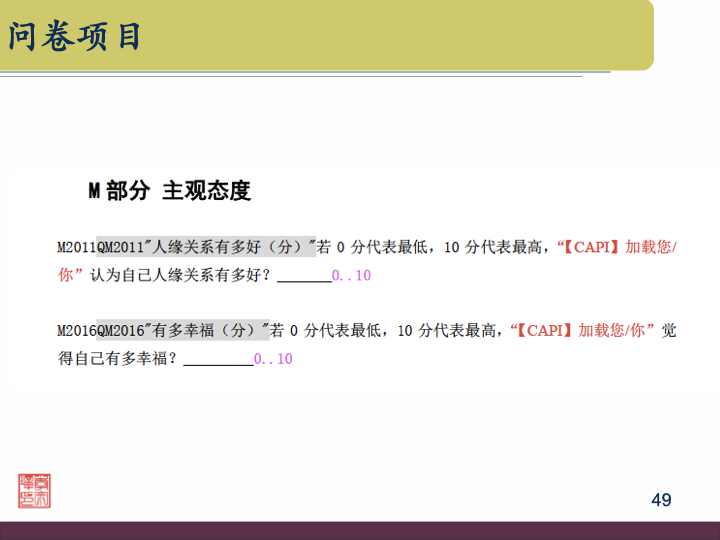 问卷项目
M 部分 主观态度
M2011QM2011"人缘关系有多好（分）"若 0 分代表最低，10 分代表最高，“【CAPI】加载您/
你”认为自己人缘关系有多好？_______0..10
M2016QM2016"有多幸福（分）"若 0 分代表最低，10 分代表最高，“【CAPI】加载您/你”觉
得自己有多幸福？_________0..10
49